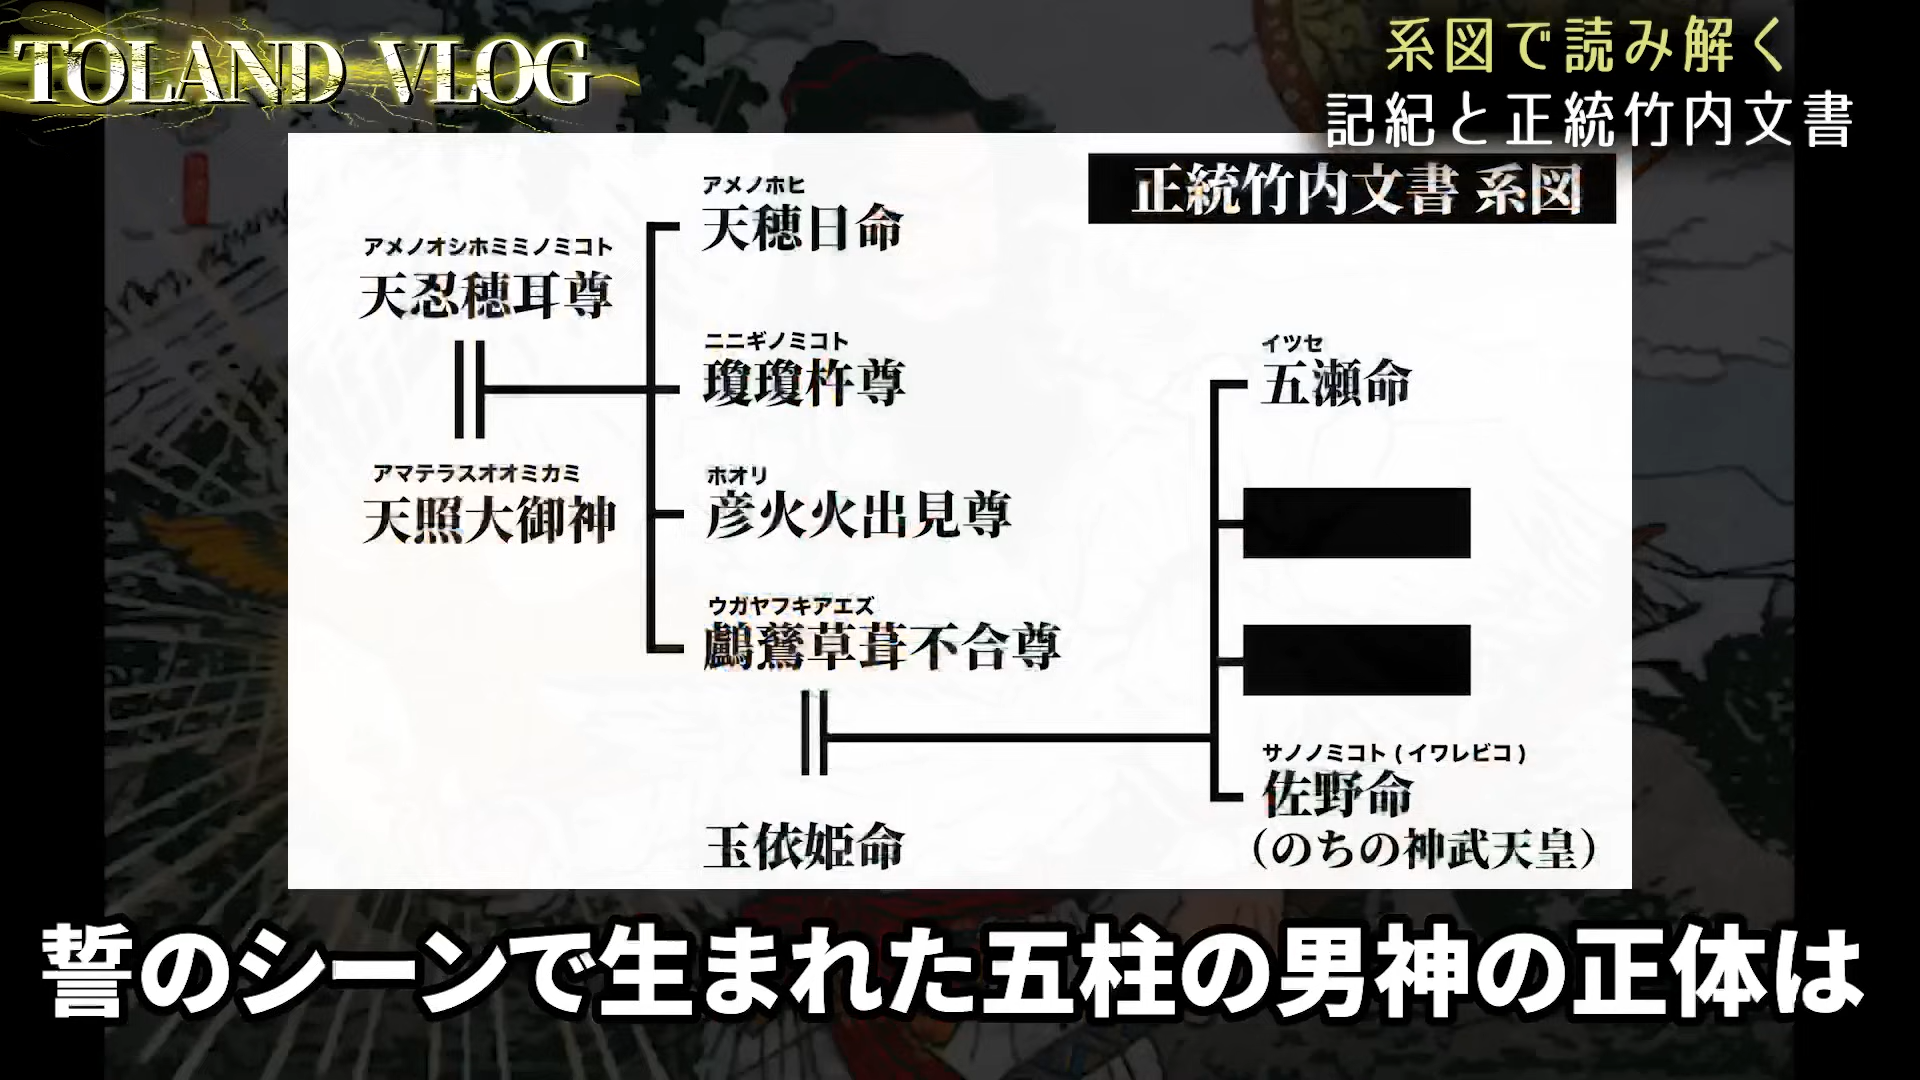 TOLAND VLOG
系図で読み解く
記紀と正統竹内文書
正統竹内文書 系図
アメノホヒ
天穂日命
アメノオシホミミノミコト
天忍穂耳尊
ニニギノミコト
瓊瓊杵尊
イツセ
五瀬命
アマテラスオオミカミ
天照大御神
ホオリ
彦火火出見尊
ウガヤフキアエズ
鸕鶿草葺不合尊
サノノミコト(イワレビコ)
佐野命
(のちの神武天皇)
玉依姫命
誓のシーンで生まれた五柱の男神の正体は